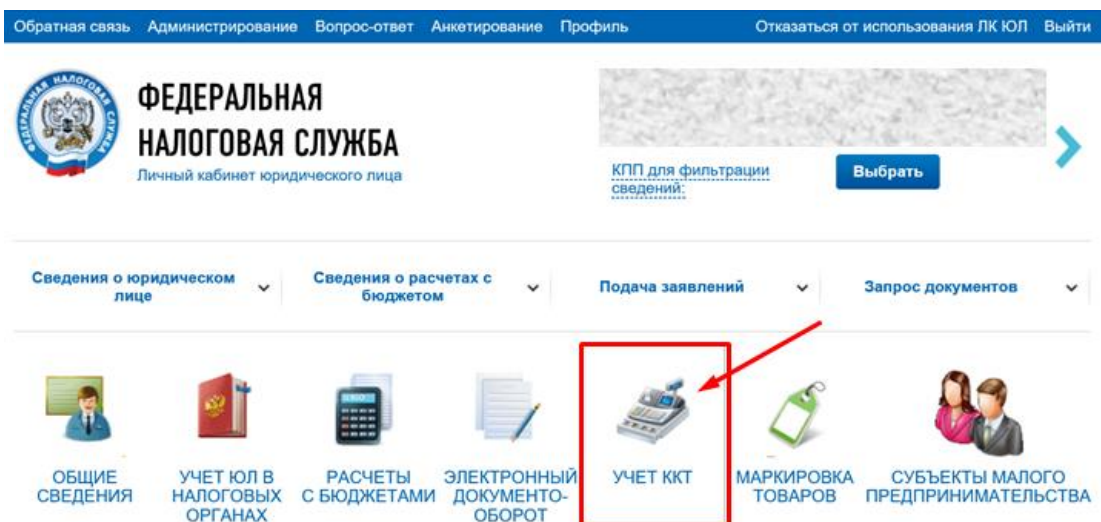 Обратная связь Администрирование Вопрос-ответ Анкетирование Профиль Отказаться от использования ЛК ЮЛ Выйти
ФЕДЕРАЛЬНАЯ
НАЛОГОВАЯ СЛУЖБА
Личный кабинет юридического лица
КПП для фильтрации
сведений:
Выбрать
Сведения о юридическом
лице
Сведения о расчетах с
бюджетом
Подача заявлений
Запрос документов
ОБЩИЕ
СВЕДЕНИЯ
УЧЕТ ЮЛ В
НАЛОГОВЫХ
ОРГАНАХ
РАСЧЕТЫ
С БЮДЖЕТАМИ
ЭЛЕКТРОННЫЙ
ДОКУМЕНТО-
ОБОРОТ
УЧЕТ ККТ
МАРКИРОВКА
ТОВАРОВ
СУБЪЕКТЫ МАЛОГО
ПРЕДПРИНИМАТЕЛЬСТВА